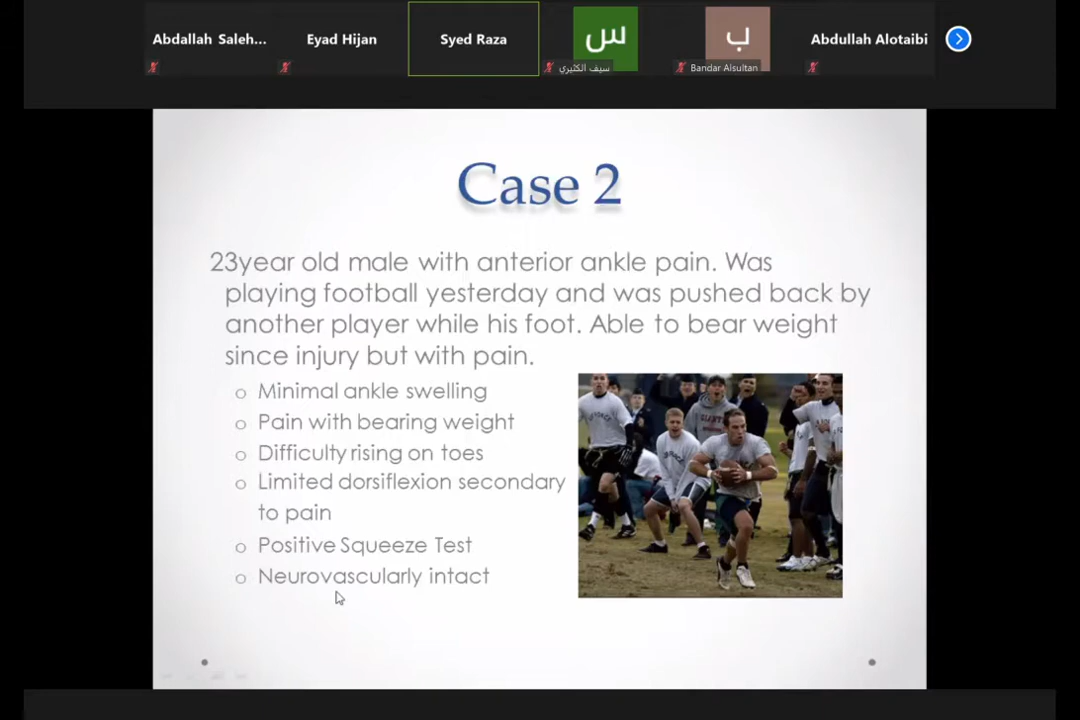 Abdallah Saleh...
Eyad Hijan
Syed Raza
س
ب
Abdullah Alotaibi
سيف الكثيري
Bandar Alsultan
Case 2
23year old male with anterior ankle pain. Was
playing football yesterday and was pushed back by
another player while his foot. Able to bear weight
since injury but with pain.
o Minimal ankle swelling
o Pain with bearing weight
o Difficulty rising on toes
o Limited dorsiflexion secondary
to pain
o Positive Squeeze Test
o Neurovascularly intact